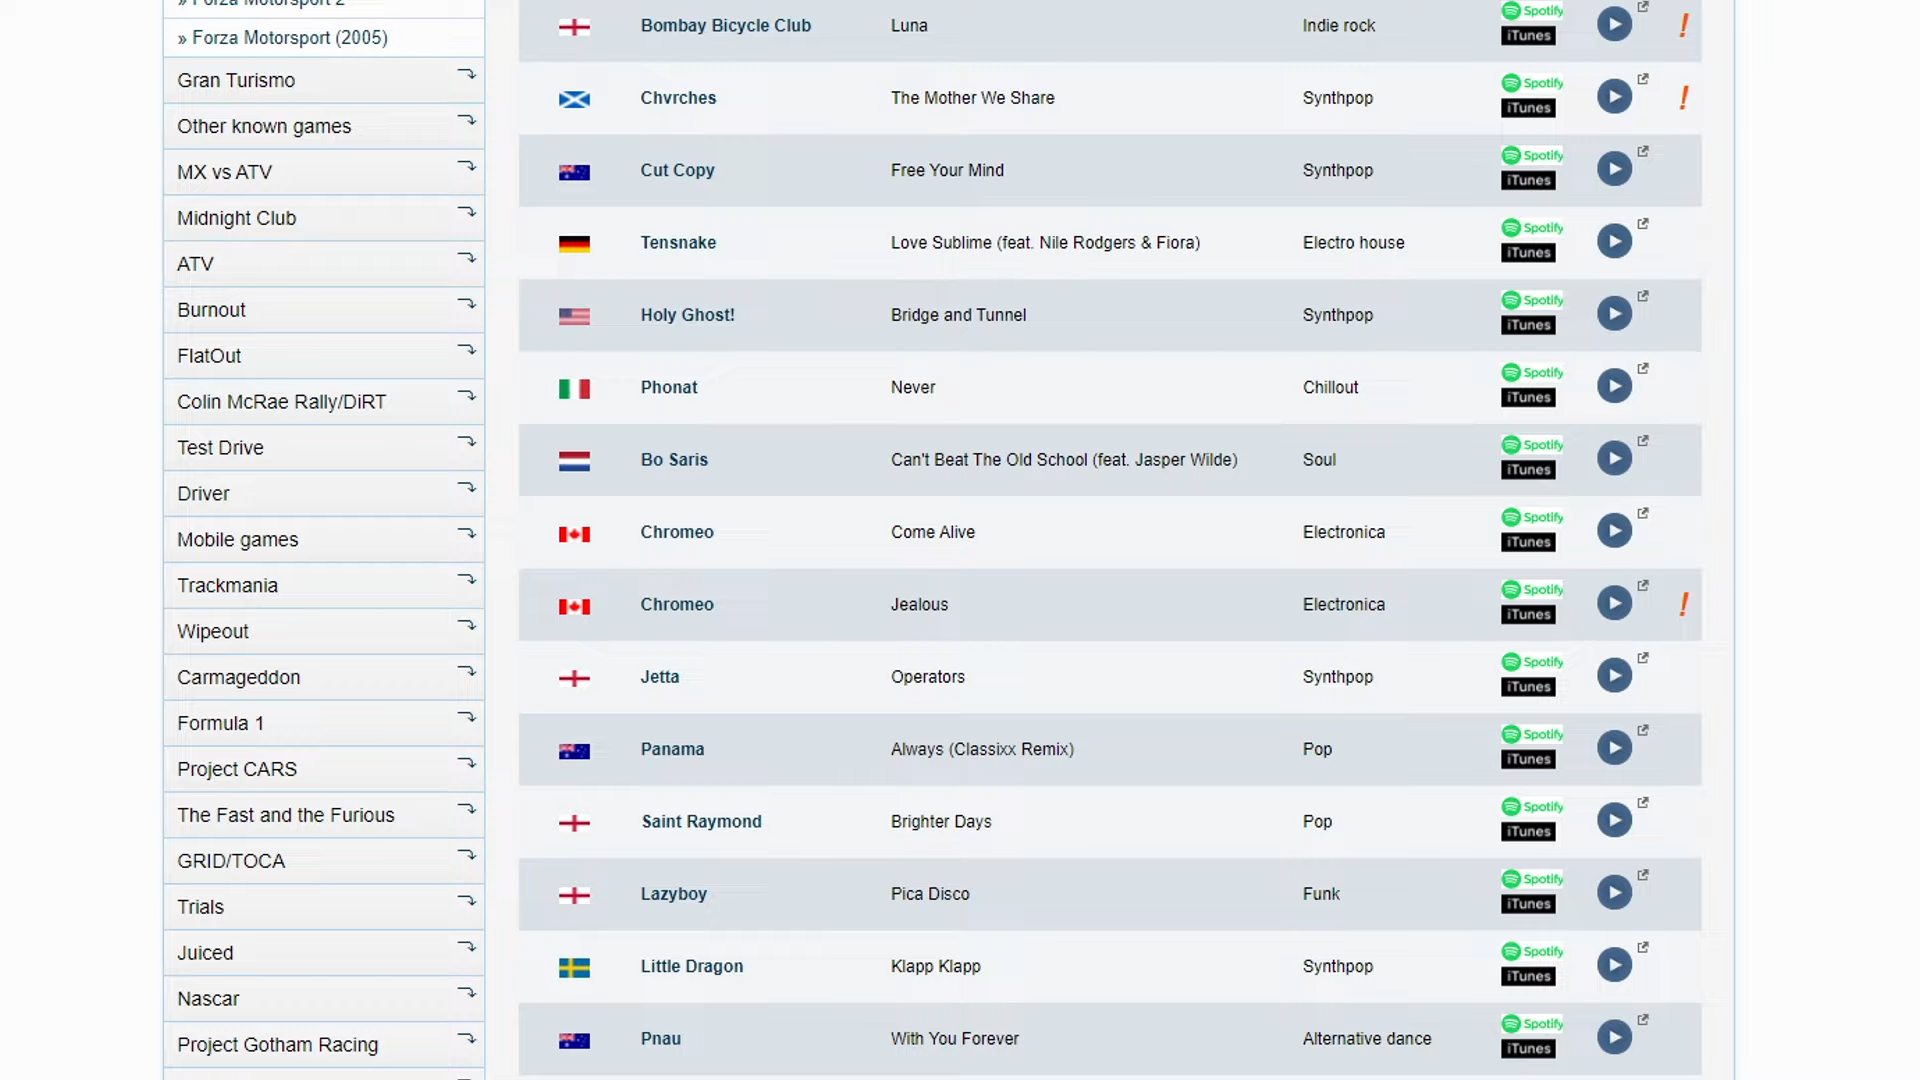 » Forza Motorsport 2
» Forza Motorsport (2005)
Gran Turismo
Other known games
MX vs ATV
Midnight Club
ATV
Burnout
FlatOut
Colin McRae Rally/DiRT
Test Drive
Driver
Mobile games
Trackmania
Wipeout
Carmageddon
Formula 1
Project CARS
The Fast and the Furious
GRID/TOCA
Trials
Juiced
Nascar
Project Gotham Racing
Bombay Bicycle Club Luna Indie rock Spotify iTunes !
Chvrches The Mother We Share Synthpop Spotify iTunes !
Cut Copy Free Your Mind Synthpop Spotify iTunes
Tensnake Love Sublime (feat. Nile Rodgers & Fiora) Electro house Spotify iTunes
Holy Ghost! Bridge and Tunnel Synthpop Spotify iTunes
Phonat Never Chillout Spotify iTunes
Bo Saris Can't Beat The Old School (feat. Jasper Wilde) Soul Spotify iTunes
Chromeo Come Alive Electronica Spotify iTunes
Chromeo Jealous Electronica Spotify iTunes !
Jetta Operators Synthpop Spotify iTunes
Panama Always (Classixx Remix) Pop Spotify iTunes
Saint Raymond Brighter Days Pop Spotify iTunes
Lazyboy Pica Disco Funk Spotify iTunes
Little Dragon Klapp Klapp Synthpop Spotify iTunes
Pnau With You Forever Alternative dance Spotify iTunes